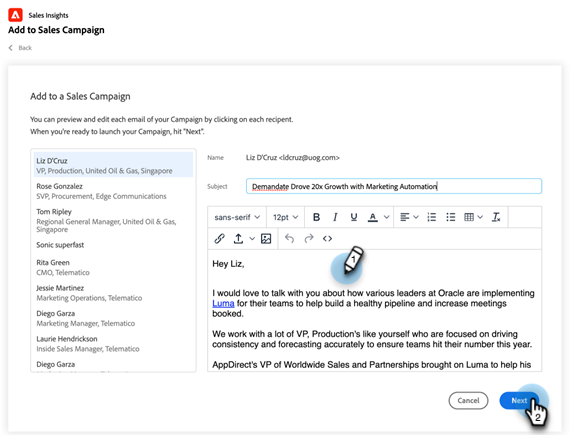 Sales Insights
Add to Sales Campaign
Back
Add to a Sales Campaign
You can preview and edit each email of your Campaign by clicking on each recipent.
When you're ready to launch your Campaign, hit "Next".
Liz D'Cruz
VP, Production, United Oil & Gas, Singapore
Rose Gonzalez
SVP, Procurement, Edge Communications
Tom Ripley
Regional General Manager, United Oil & Gas,
Singapore
Sonic superfast
Rita Green
CMO, Telematico
Jessie Martinez
Marketing Operations, Telematico
Diego Garza
Marketing Manager, Telematico
Laurie Hendrickson
Inside Sales Manager, Telematico
Diego Garza
Name Liz D'Cruz <ldcruz@uog.com>
Subject Demandate Drove 20x Growth with Marketing Automation
sans-serif 12pt B I U A
Hey Liz,
1
I would love to talk with you about how various leaders at Oracle are implementing
Luma for their teams to help build a healthy pipeline and increase meetings
booked.
We work with a lot of VP, Production's like yourself who are focused on driving
consistency and forecasting accurately to ensure teams hit their number this year.
AppDirect's VP of Worldwide Sales and Partnerships brought on Luma to help his
Cancel Next
2